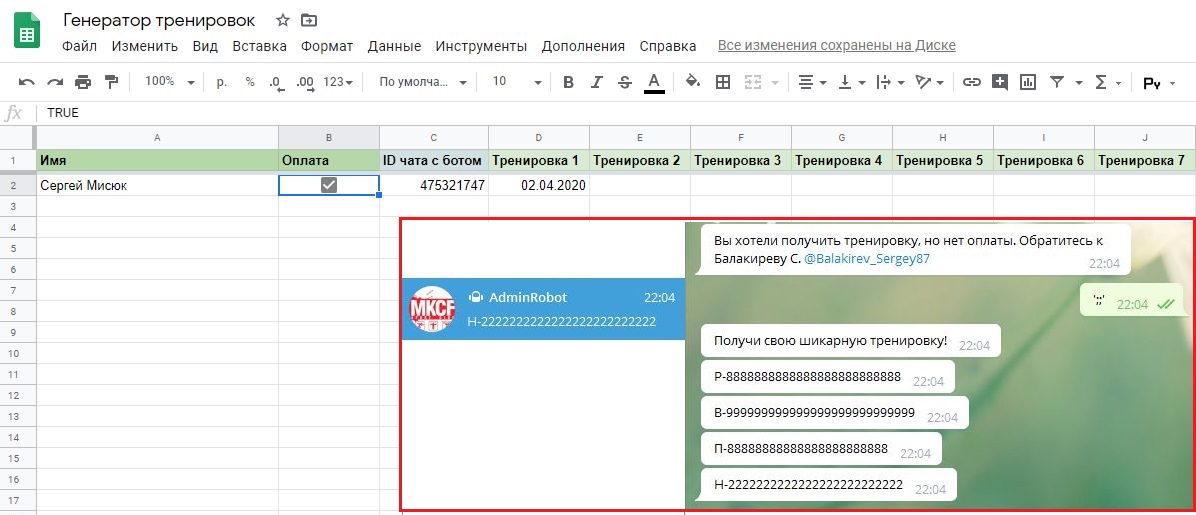 Генератор тренировок
Файл Изменить Вид Вставка Формат Данные Инструменты Дополнения Справка Все изменения сохранены на Диске
100% р. % .0 .00 123 По умолча... 10 B I S A Σ Ру
fx TRUE
A B C D E F G H I J
1 Имя Оплата ID чата с ботом Тренировка 1 Тренировка 2 Тренировка 3 Тренировка 4 Тренировка 5 Тренировка 6 Тренировка 7
2 Сергей Мисюк 475321747 02.04.2020
3
4
5
6
7
8
9
10
11
12
13
14
15
16
17
Вы хотели получить тренировку, но нет оплаты. Обратитесь к
Балакиреву С. @Balakirev_Sergey87
22:04
MKCF AdminRobot 22:04
Н-2222222222222222222222222
22:04
Получи свою шикарную тренировку! 22:04
Р-8888888888888888888888888 22:04
В-999999999999999999999999999 22:04
П-88888888888888888888888 22:04
Н-2222222222222222222222222 22:04